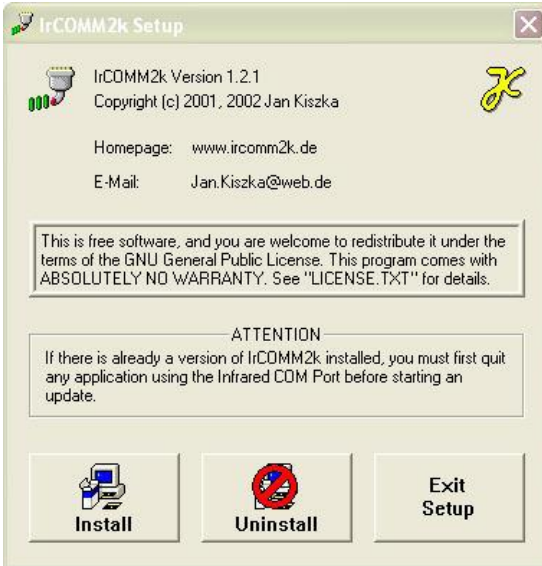 IrCOMM2k Setup
IrCOMM2k Version 1.2.1
Copyright (c) 2001, 2002 Jan Kiszka
Homepage: www.ircomm2k.de
E-Mail: Jan.Kiszka@web.de
This is free software, and you are welcome to redistribute it under the
terms of the GNU General Public License. This program comes with
ABSOLUTELY NO WARRANTY. See "LICENSE.TXT" for details.
ATTENTION
If there is already a version of IrCOMM2k installed, you must first quit
any application using the Infrared COM Port before starting an
update.
Install
Uninstall
Exit
Setup